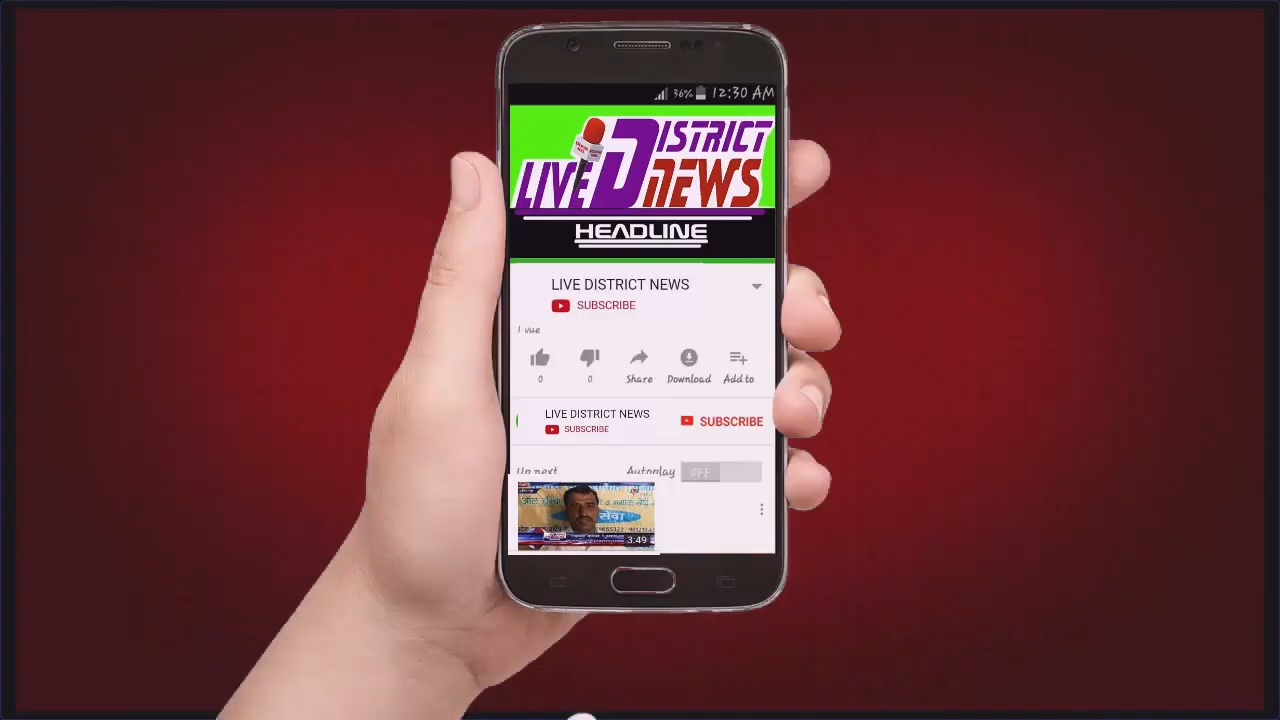 36% 12:30 AM
LIVE DISTRICT NEWS
HEADLINE
LIVE DISTRICT NEWS
SUBSCRIBE
1 vue
0 0 Share Download Add to
LIVE DISTRICT NEWS
SUBSCRIBE
SUBSCRIBE
Up next Autoplay OFF
सेवा
3:49